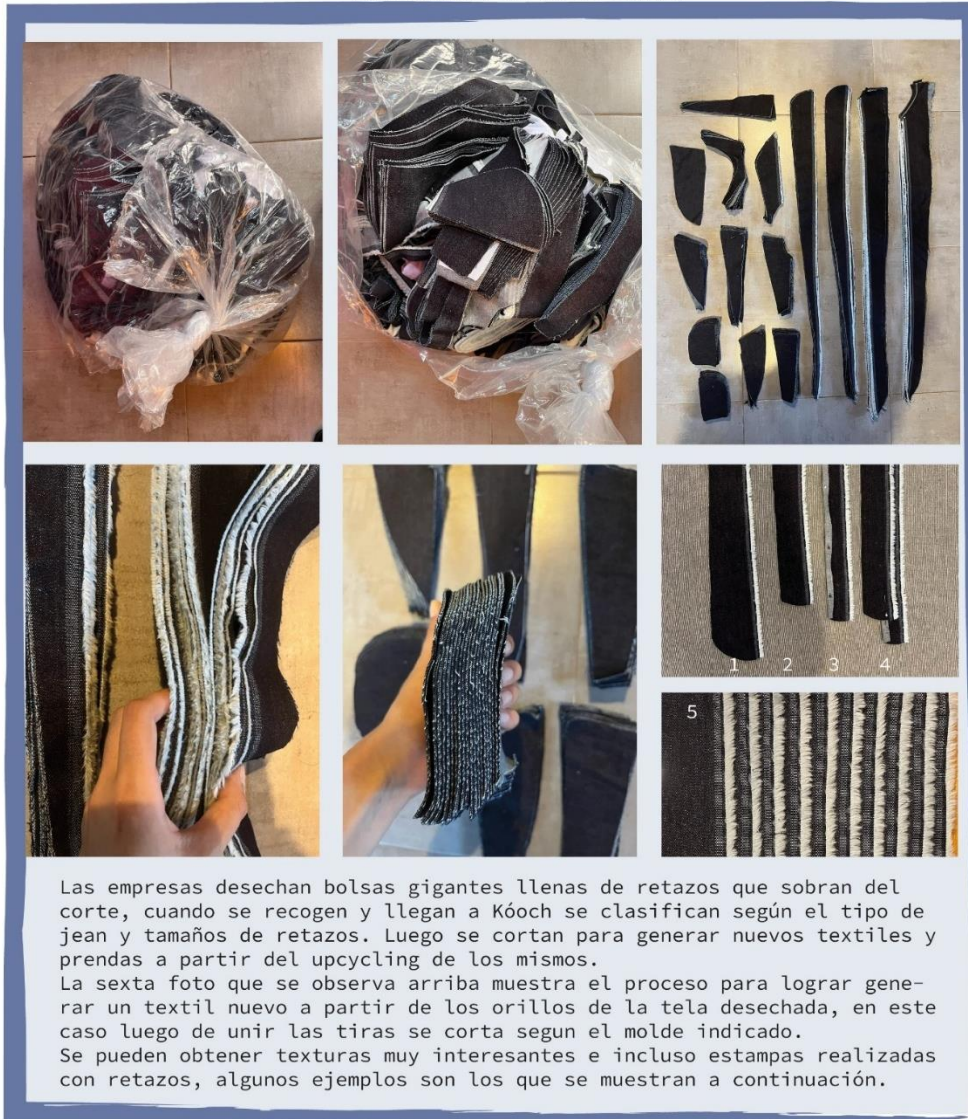 1
2
3
4
5
Las empresas desechan bolsas gigantes llenas de retazos que sobran del
corte, cuando se recogen y llegan a Kóoch se clasifican según el tipo de
jean y tamaños de retazos. Luego se cortan para generar nuevos textiles y
prendas a partir del upcycling de los mismos.
La sexta foto que se observa arriba muestra el proceso para lograr gene-
rar un textil nuevo a partir de los orillos de la tela desechada, en este
caso luego de unir las tiras se corta segun el molde indicado.
Se pueden obtener texturas muy interesantes e incluso estampas realizadas
con retazos, algunos ejemplos son los que se muestran a continuación.